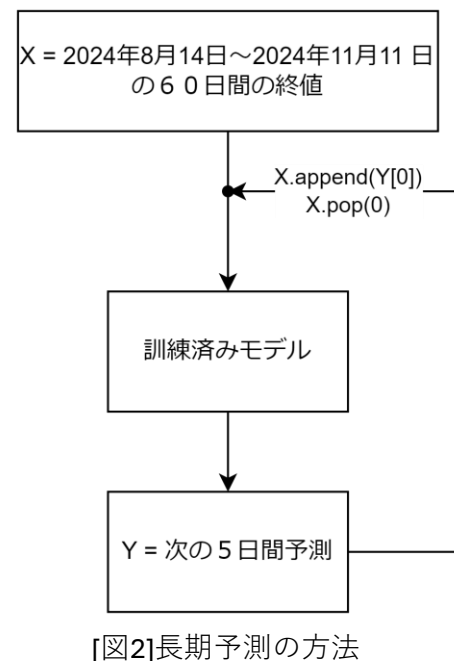 X = 2024年8月14日～2024年11月11 日
の６０日間の終値
X.append(Y[0])
X.pop(0)
訓練済みモデル
Y = 次の５日間予測
[図2]長期予測の方法